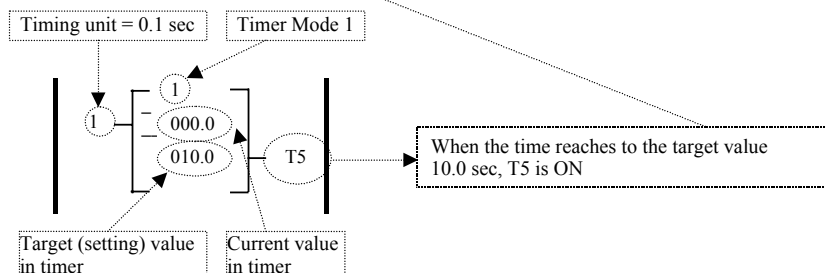 Timing unit = 0.1 sec
Timer Mode 1
1
1
000.0
010.0
T5
When the time reaches to the target value
10.0 sec, T5 is ON
Target (setting) value
in timer
Current value
in timer